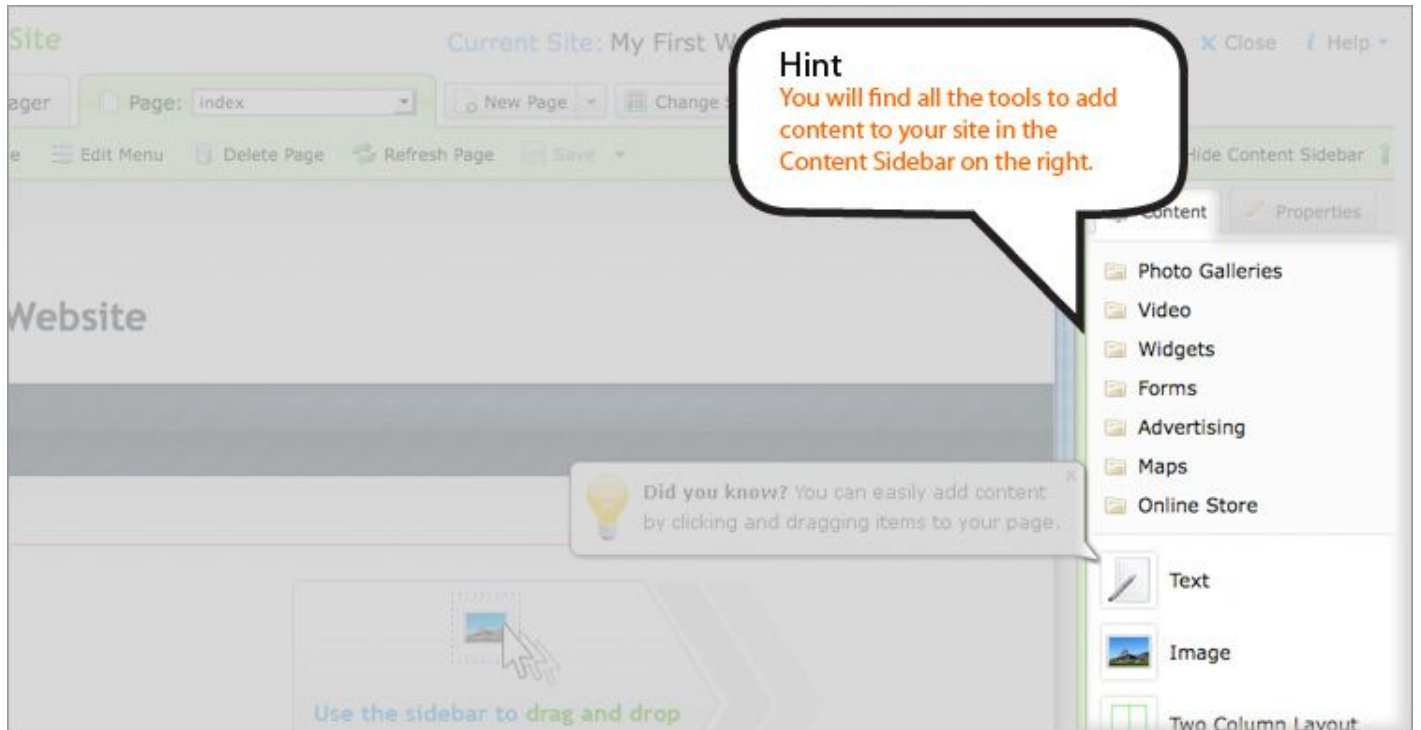 Site
Current Site: My First W
Close
Help
ager
Page: index
New Page
Change S
Hint
You will find all the tools to add
content to your site in the
Content Sidebar on the right.
e
Edit Menu
Delete Page
Refresh Page
Save
Hide Content Sidebar
Content
Properties
Website
Photo Galleries
Video
Widgets
Forms
Advertising
Maps
Online Store
Did you know? You can easily add content
by clicking and dragging items to your page.
Text
Image
Two Column Layout
Use the sidebar to drag and drop